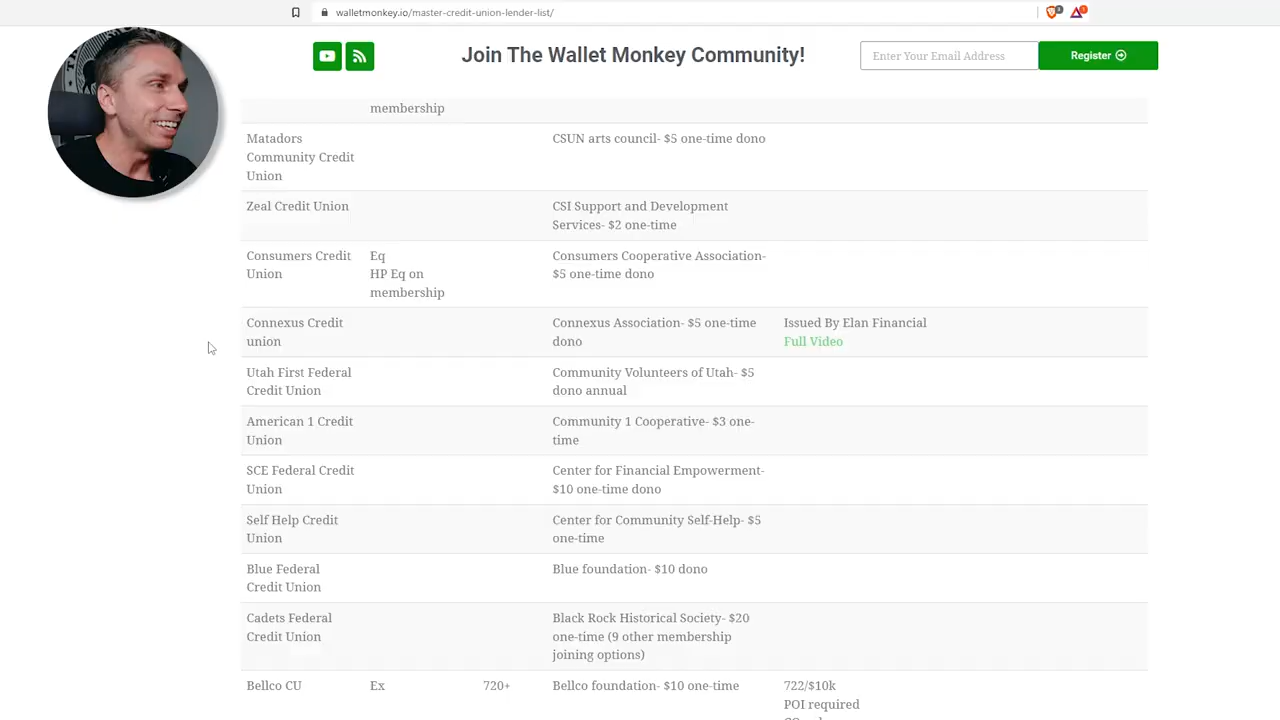 walletmonkey.io/master-credit-union-lender-list/
Join The Wallet Monkey Community!
Enter Your Email Address
Register
membership
Matadors
Community Credit
Union
CSUN arts council- $5 one-time dono
Zeal Credit Union
CSI Support and Development
Services- $2 one-time
Consumers Credit
Union
Eq
HP Eq on
membership
Consumers Cooperative Association-
$5 one-time dono
Connexus Credit
union
Connexus Association- $5 one-time
dono
Issued By Elan Financial
Full Video
Utah First Federal
Credit Union
Community Volunteers of Utah- $5
dono annual
American 1 Credit
Union
Community 1 Cooperative- $3 one-
time
SCE Federal Credit
Union
Center for Financial Empowerment-
$10 one-time dono
Self Help Credit
Union
Center for Community Self-Help- $5
one-time
Blue Federal
Credit Union
Blue foundation- $10 dono
Cadets Federal
Credit Union
Black Rock Historical Society- $20
one-time (9 other membership
joining options)
Bellco CU
Ex
720+
Bellco foundation- $10 one-time
722/$10k
POI required